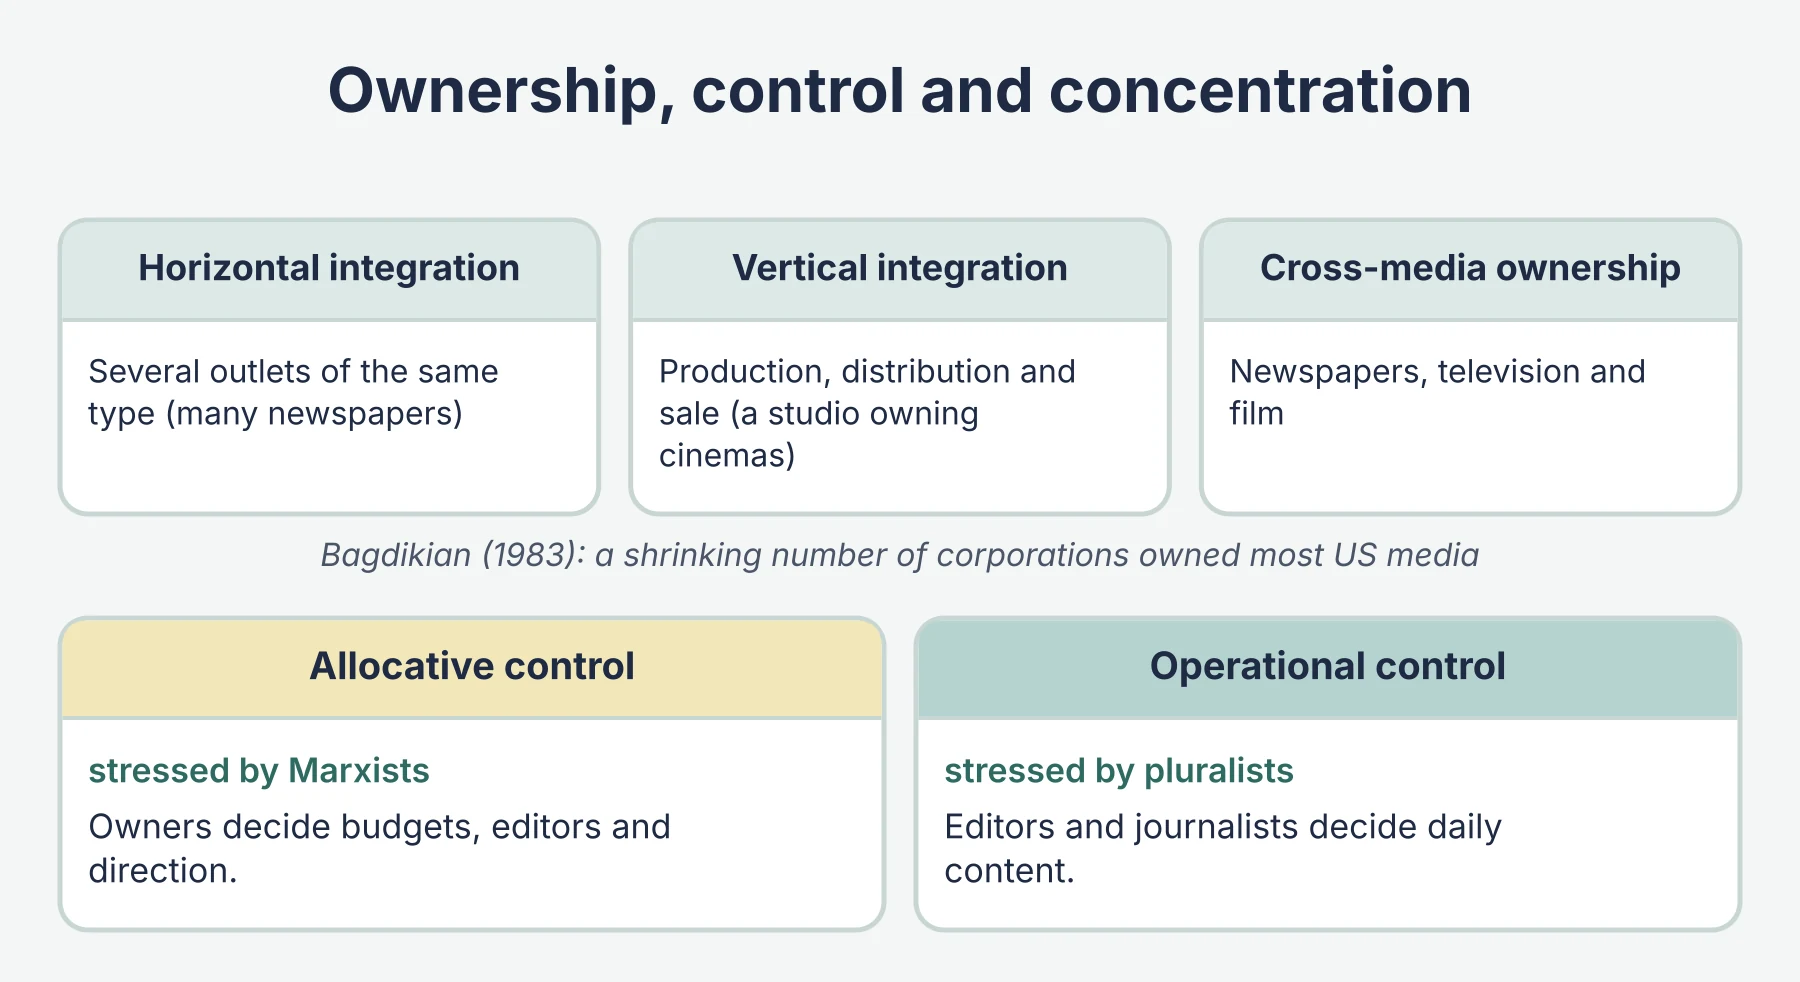 Ownership, control and concentration
Horizontal integration
Several outlets of the same
type (many newspapers)
Vertical integration
Production, distribution and
sale (a studio owning
cinemas)
Cross-media ownership
Newspapers, television and
film
Bagdikian (1983): a shrinking number of corporations owned most US media
Allocative control
stressed by Marxists
Owners decide budgets, editors and
direction.
Operational control
stressed by pluralists
Editors and journalists decide daily
content.